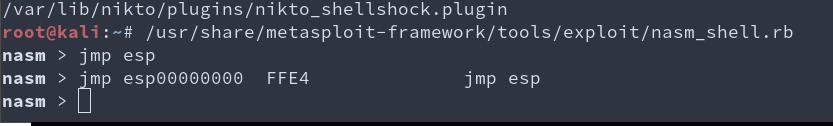 /var/lib/nikto/plugins/nikto_shellshock.plugin
root@kali:~# /usr/share/metasploit-framework/tools/exploit/nasm_shell.rb
nasm > jmp esp
nasm > jmp esp00000000  FFE4              jmp esp
nasm >